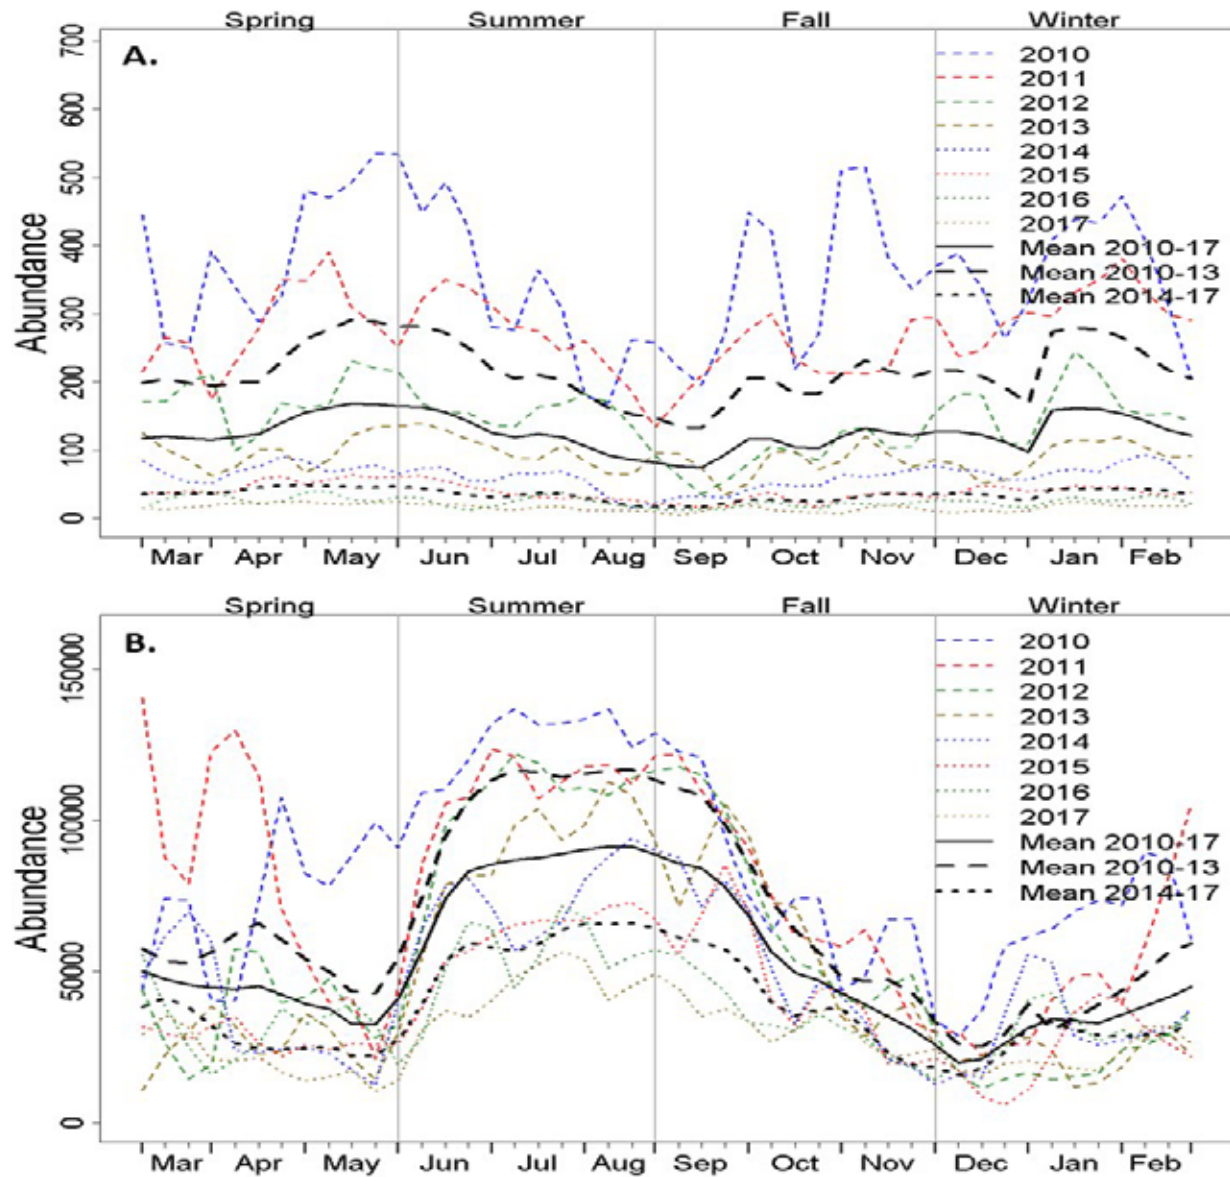 Spring Summer Fall Winter
A.
700
600
500
400
300
200
100
0
Abundance
2010
2011
2012
2013
2014
2015
2016
2017
Mean 2010-17
Mean 2010-13
Mean 2014-17
Mar Apr May Jun Jul Aug Sep Oct Nov Dec Jan Feb
Spring Summer Fall Winter
B.
150000
100000
50000
0
Abundance
2010
2011
2012
2013
2014
2015
2016
2017
Mean 2010-17
Mean 2010-13
Mean 2014-17
Mar Apr May Jun Jul Aug Sep Oct Nov Dec Jan Feb